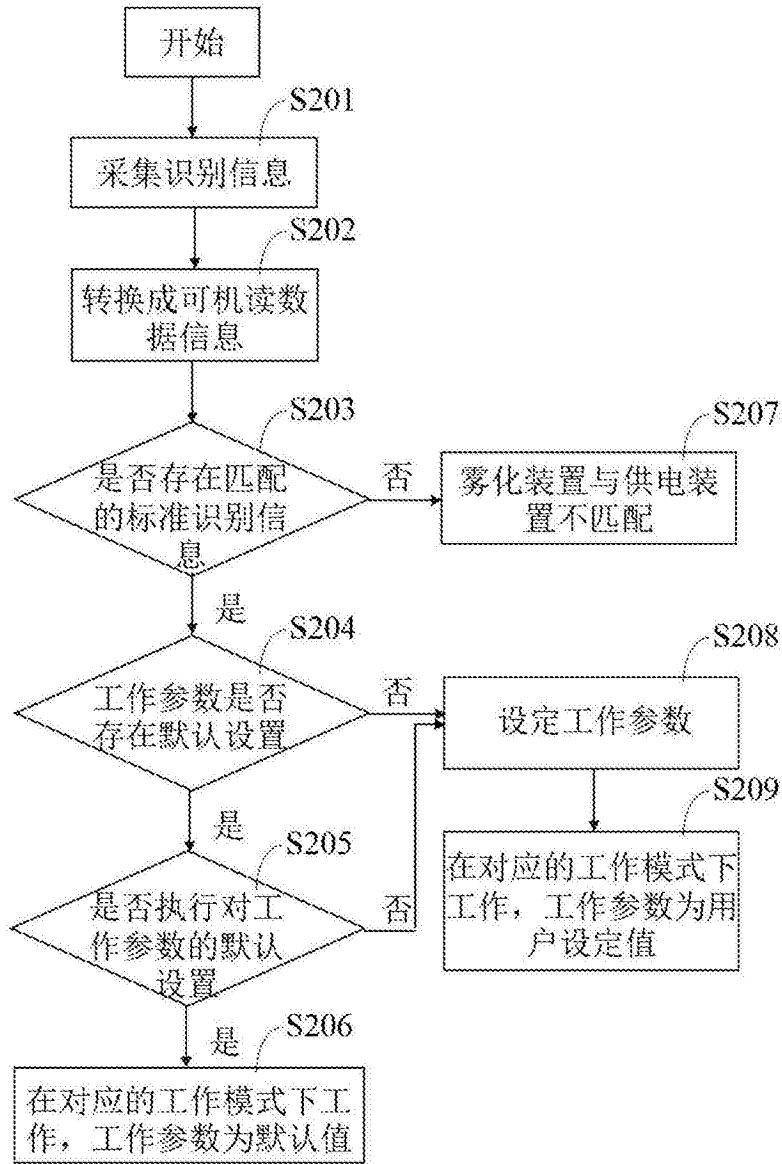 开始
S201
采集识别信息
S202
转换成可机读数
据信息
S203
是否存在匹配
的标准识别信
息
否
S207
雾化装置与供电装
置不匹配
是
S204
工作参数是否
存在默认设置
否
S208
设定工作参数
是
S205
是否执行对工
作参数的默认
设置
否
S209
在对应的工作模式下
工作，工作参数为用
户设定值
是
S206
在对应的工作模式下工
作，工作参数为默认值